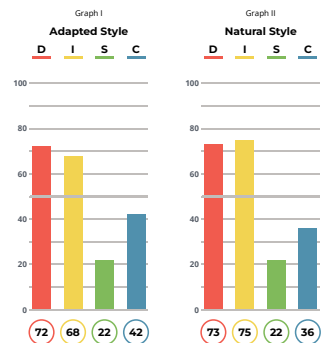 Graph I
Adapted Style
D I S C
100
80
60
40
20
0
72 68 22 42
Graph II
Natural Style
D I S C
100
80
60
40
20
0
73 75 22 36